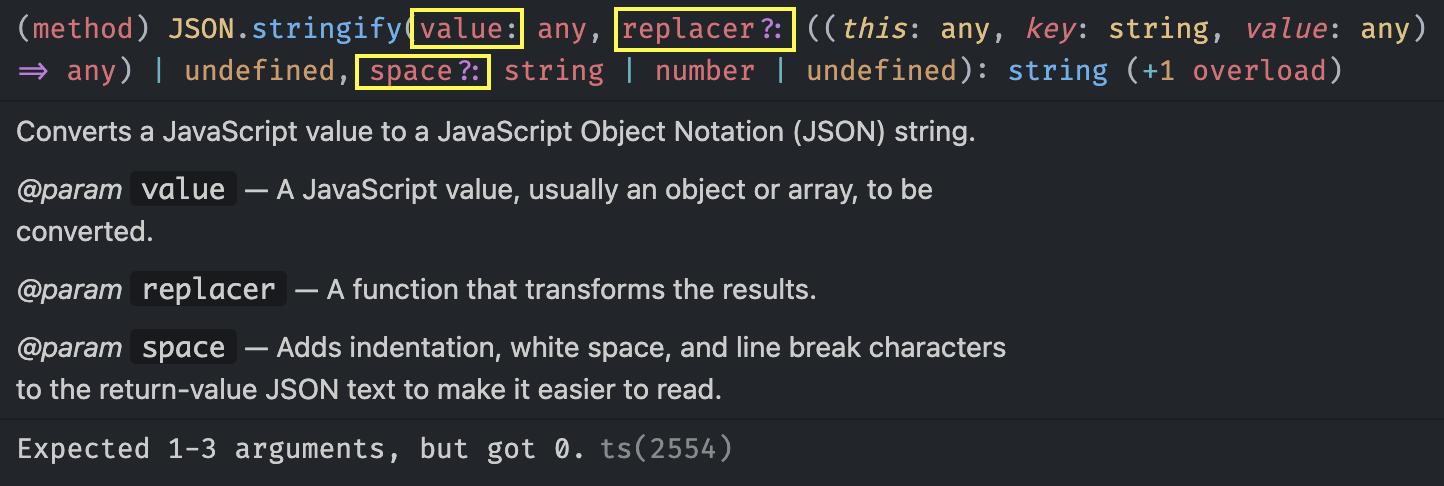 (method) JSON.stringify(value: any, replacer?: ((this: any, key: string, value: any)
=> any) | undefined, space?: string | number | undefined): string (+1 overload)
Converts a JavaScript value to a JavaScript Object Notation (JSON) string.
@param value — A JavaScript value, usually an object or array, to be
converted.
@param replacer — A function that transforms the results.
@param space — Adds indentation, white space, and line break characters
to the return-value JSON text to make it easier to read.
Expected 1-3 arguments, but got 0. ts(2554)